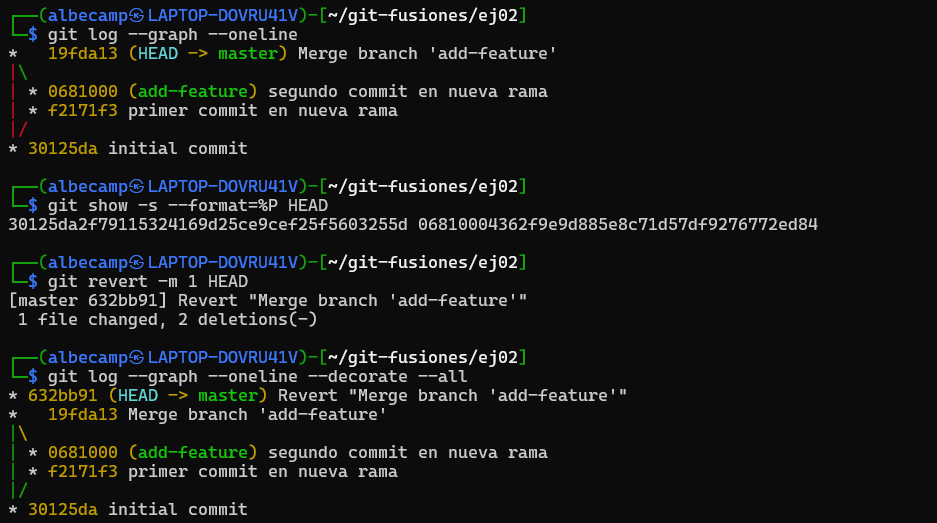 ┌──(albecamp㉿LAPTOP-DOVRU41V)-[~/git-fusiones/ej02]
└─$ git log --graph --oneline
*   19fda13 (HEAD -> master) Merge branch 'add-feature'
|\
| * 0681000 (add-feature) segundo commit en nueva rama
| * f2171f3 primer commit en nueva rama
|/
* 30125da initial commit
┌──(albecamp㉿LAPTOP-DOVRU41V)-[~/git-fusiones/ej02]
└─$ git show -s --format=%P HEAD
30125da2f79115324169d25ce9cef25f5603255d 06810004362f9e9d885e8c71d57df9276772ed84
┌──(albecamp㉿LAPTOP-DOVRU41V)-[~/git-fusiones/ej02]
└─$ git revert -m 1 HEAD
[master 632bb91] Revert "Merge branch 'add-feature'"
 1 file changed, 2 deletions(-)
┌──(albecamp㉿LAPTOP-DOVRU41V)-[~/git-fusiones/ej02]
└─$ git log --graph --oneline --decorate --all
* 632bb91 (HEAD -> master) Revert "Merge branch 'add-feature'"
*   19fda13 Merge branch 'add-feature'
|\
| * 0681000 (add-feature) segundo commit en nueva rama
| * f2171f3 primer commit en nueva rama
|/
* 30125da initial commit